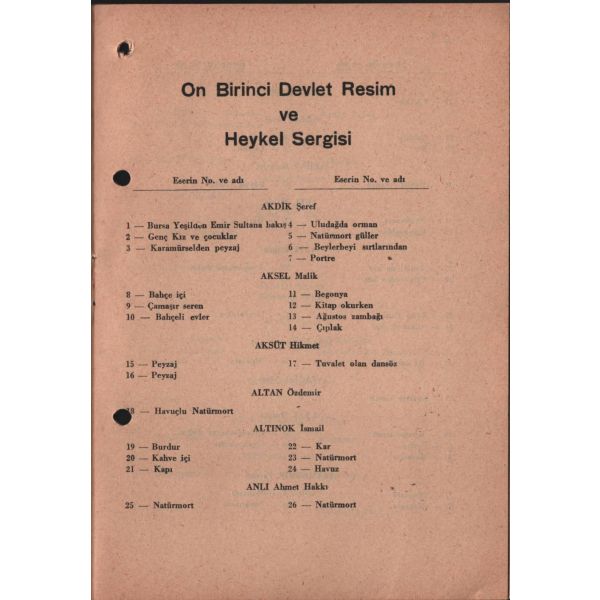 On Birinci Devlet Resim
ve
Heykel Sergisi
Eserin No. ve adı Eserin No. ve adı
AKDİK Şeref
1 — Bursa Yeşilden Emir Sultana bakış 4 — Uludağda orman
2 — Genç Kız ve çocuklar 5 — Natürmort güller
3 — Karamürselden peyzaj 6 — Beylerbeyi sırtlarından
7 — Portre
AKSEL Malik
8 — Bahçe içi 11 — Begonya
9 — Çamaşır seren 12 — Kitap okurken
10 — Bahçeli evler 13 — Ağustos zambağı
14 — Çıplak
AKSÜT Hikmet
15 — Peyzaj 17 — Tuvalet olan dansöz
16 — Peyzaj
ALTAN Özdemir
18 — Havuçlu Natürmort
ALTINOK İsmail
19 — Burdur 22 — Kar
20 — Kahve içi 23 — Natürmort
21 — Kapı 24 — Havuz
ANLI Ahmet Hakkı
25 — Natürmort 26 — Natürmort